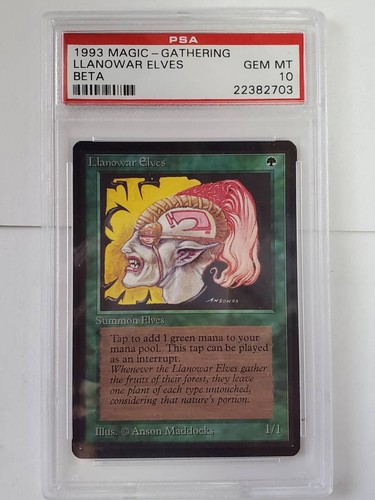 PSA
1993 MAGIC - GATHERING
LLANOWAR ELVES GEM MT
BETA 10
22382703
Llanowar Elves
ANSON93
Summon Elves
Tap to add 1 green mana to your
mana pool. This tap can be played
as an interrupt.
Whenever the Llanowar Elves gather
the fruits of their forest, they leave
one plant of each type untouched,
considering that nature's portion.
Illus. © Anson Maddocks 1/1